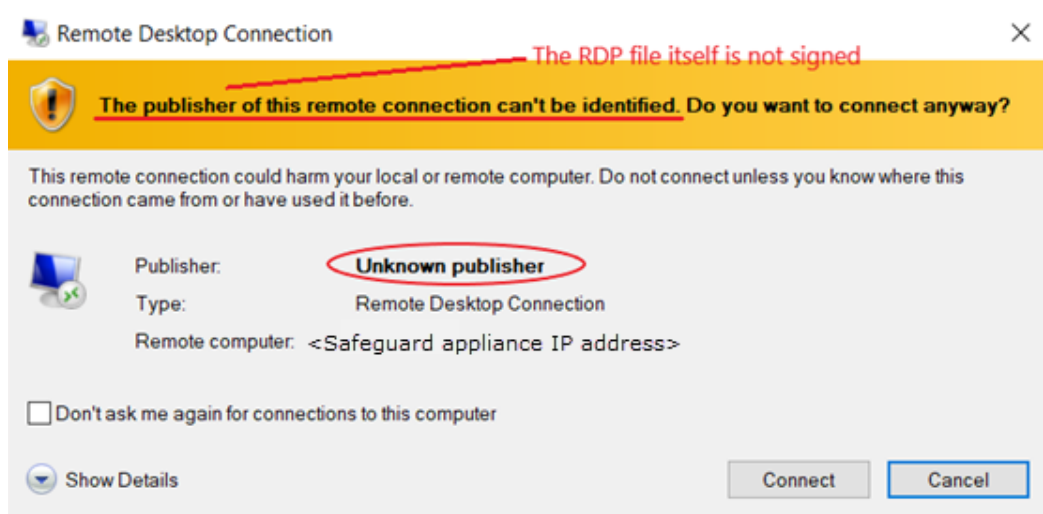 Remote Desktop Connection
The RDP file itself is not signed
The publisher of this remote connection can't be identified. Do you want to connect anyway?
This remote connection could harm your local or remote computer. Do not connect unless you know where this
connection came from or have used it before.
Publisher: Unknown publisher
Type: Remote Desktop Connection
Remote computer: <Safeguard appliance IP address>
Don't ask me again for connections to this computer
Show Details Connect Cancel